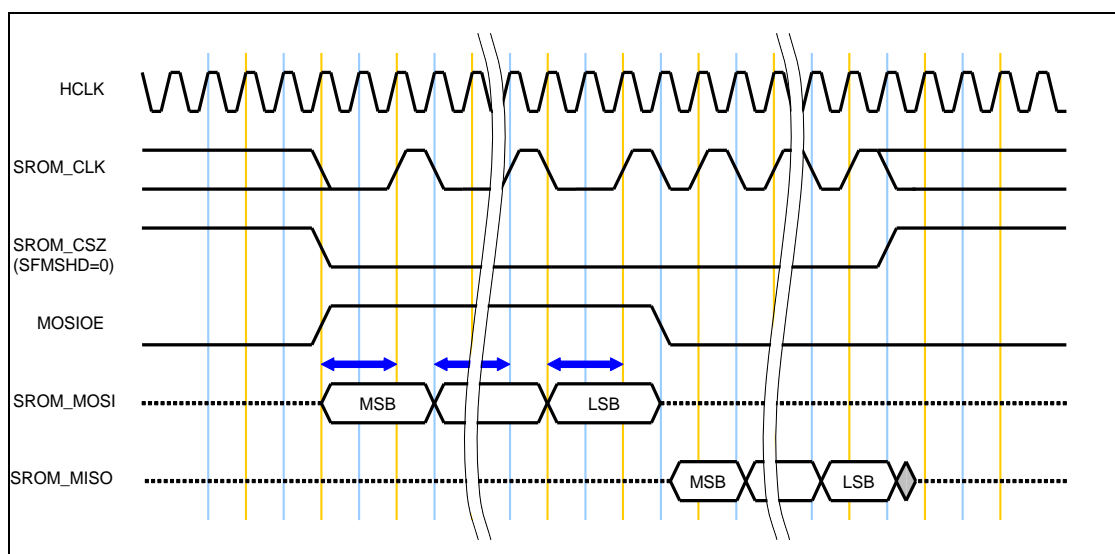 HCLK
SROM_CLK
SROM_CSZ
(SFMSHD=0)
MOSIOE
SROM_MOSI
MSB
LSB
SROM_MISO
MSB
LSB